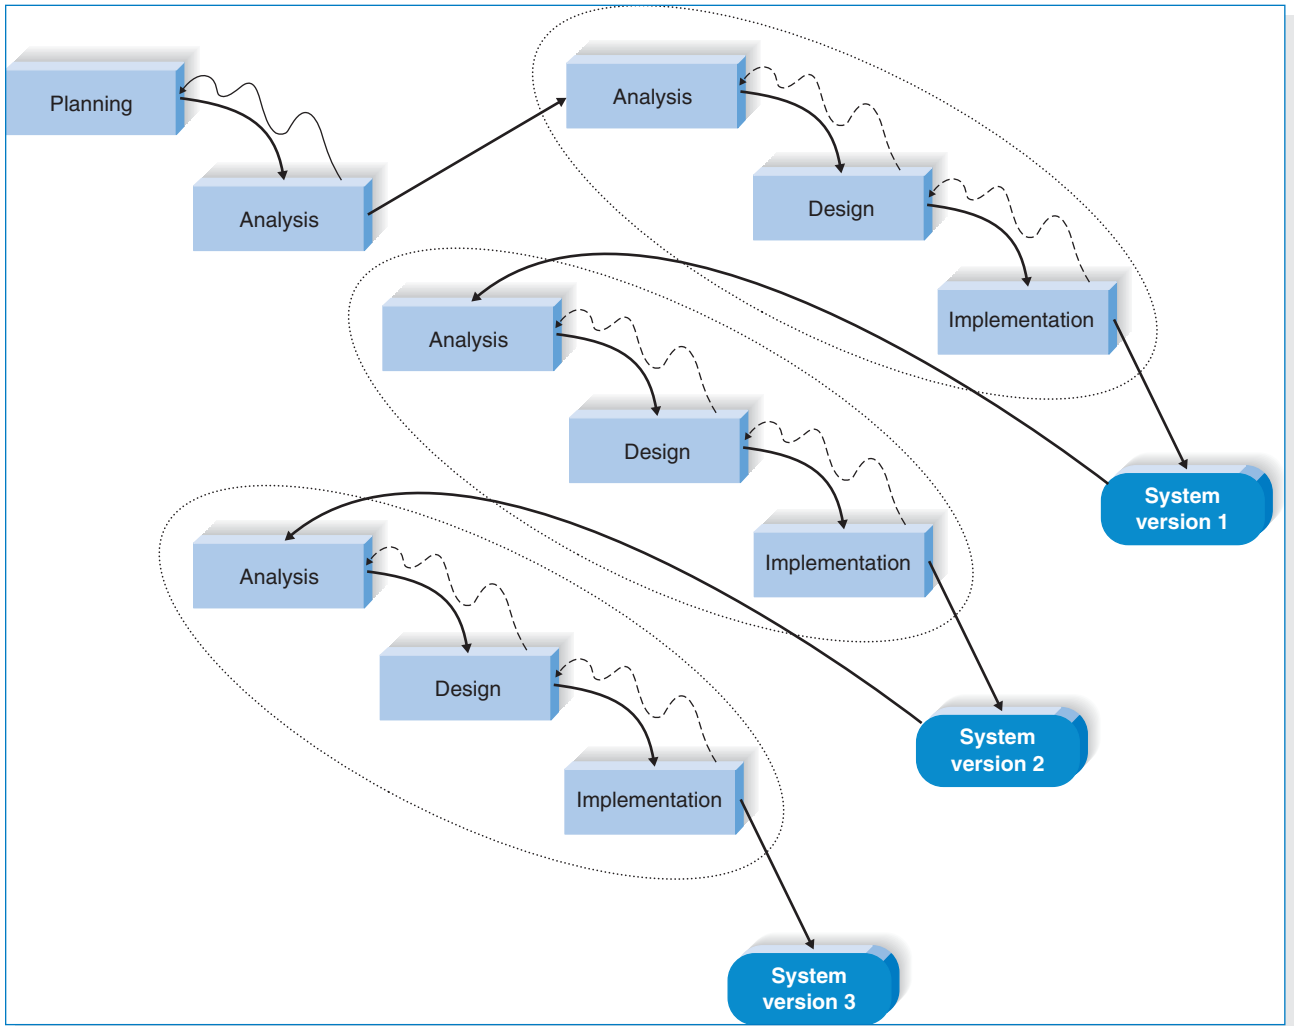 Planning
Analysis
Analysis
Design
Implementation
System
version 1
Analysis
Design
Implementation
System
version 2
Analysis
Design
Implementation
System
version 3